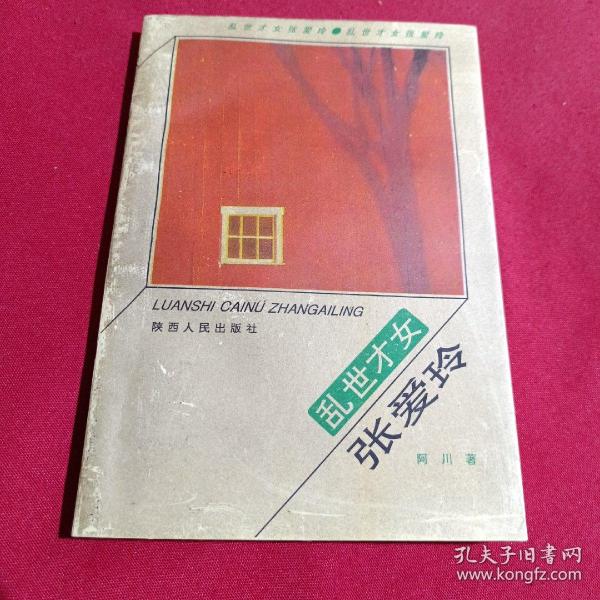 乱世才女张爱玲●乱世才女张爱玲
LUANSHI CAINÜ ZHANGAILING
陕西人民出版社
乱世才女
张爱玲
阿川著
孔夫子旧书网
www.kongfz.com